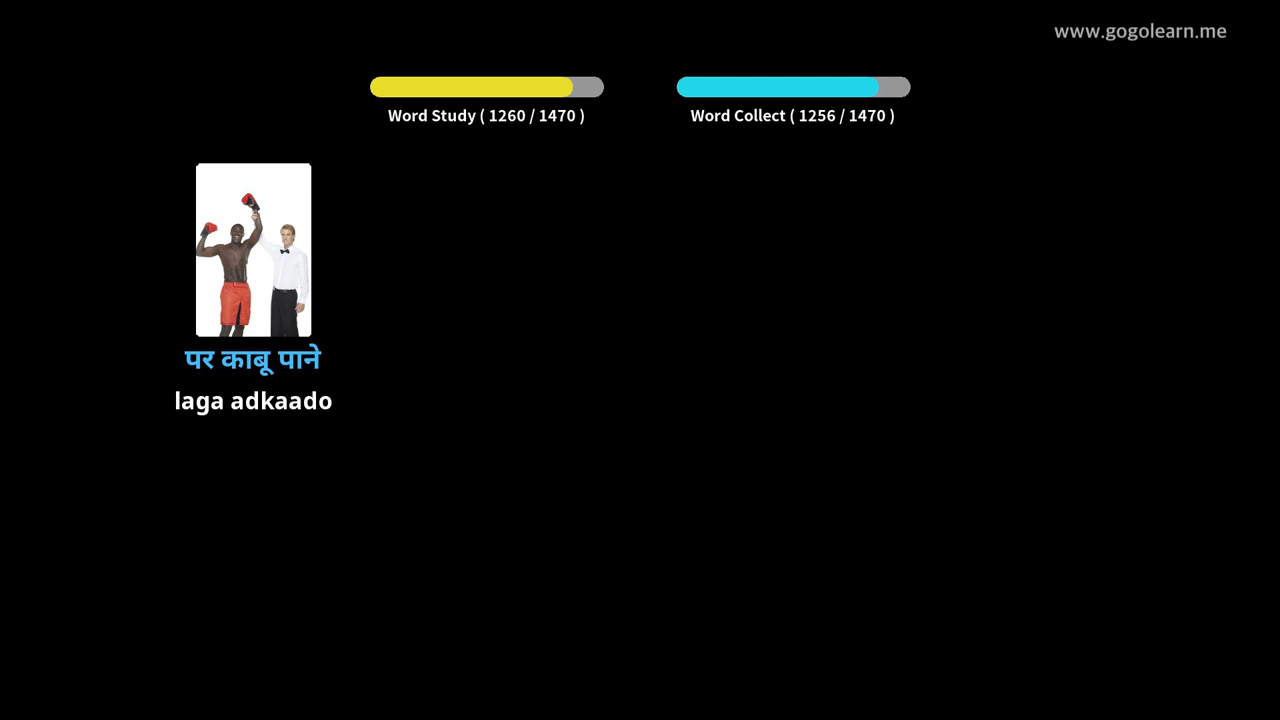 www.gogolearn.me
Word Study ( 1260 / 1470 )
Word Collect ( 1256 / 1470 )
पर काबू पाने
laga adkaado